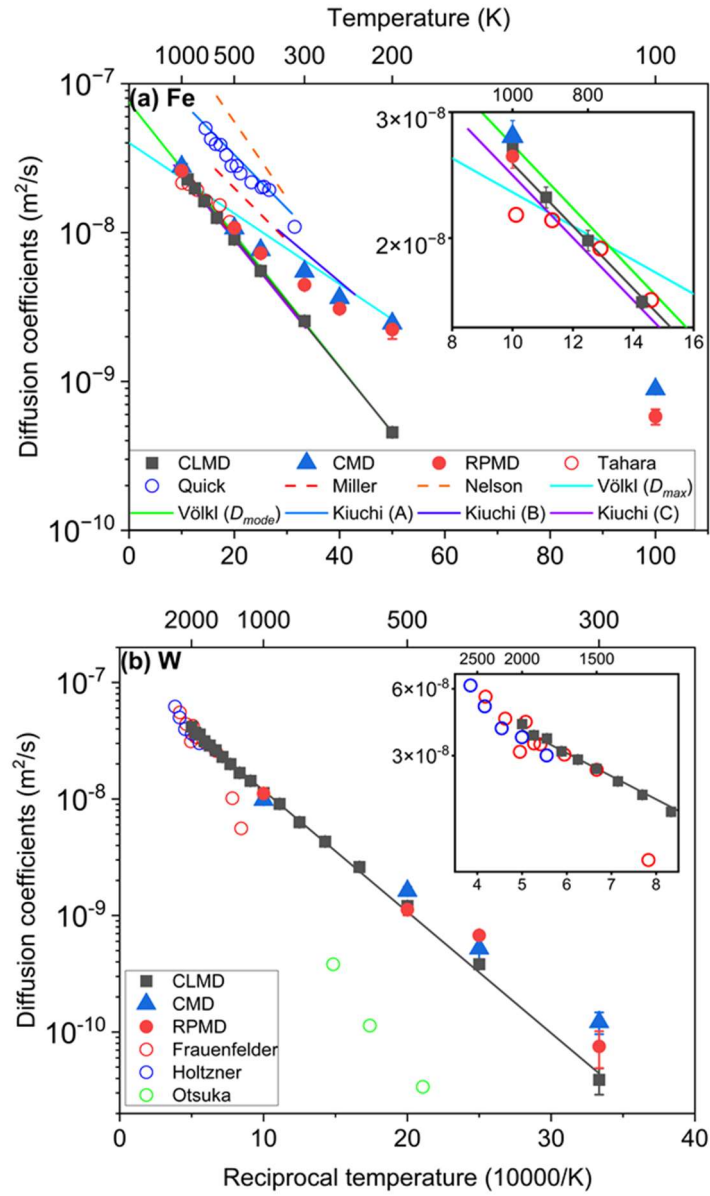 Temperature (K)
1000 500 300 200 100
10⁻⁷
(a) Fe
1000 800
3×10⁻⁸
2×10⁻⁸
8 10 12 14 16
10⁻⁸
10⁻⁹
10⁻¹⁰
Diffusion coefficients (m²/s)
CLMD CMD RPMD Tahara
Quick Miller Nelson Völkl (Dmax)
Völkl (Dmode) Kiuchi (A) Kiuchi (B) Kiuchi (C)
0 20 40 60 80 100
2000 1000 500 300
(b) W
2500 2000 1500
6×10⁻⁸
3×10⁻⁸
4 5 6 7 8
10⁻⁷
10⁻⁸
10⁻⁹
10⁻¹⁰
Diffusion coefficients (m²/s)
CLMD
CMD
RPMD
Frauenfelder
Holtzner
Otsuka
0 10 20 30 40
Reciprocal temperature (10000/K)